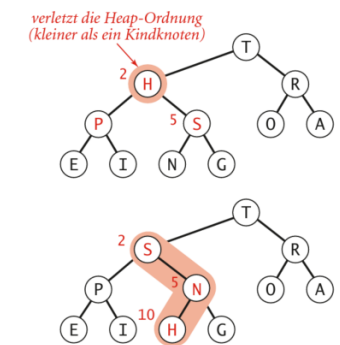 verletzt die Heap-Ordnung
(kleiner als ein Kindknoten)
T
2 H R
P 5 S O A
E I N G
T
2 S R
P 5 N O A
10
E I H G